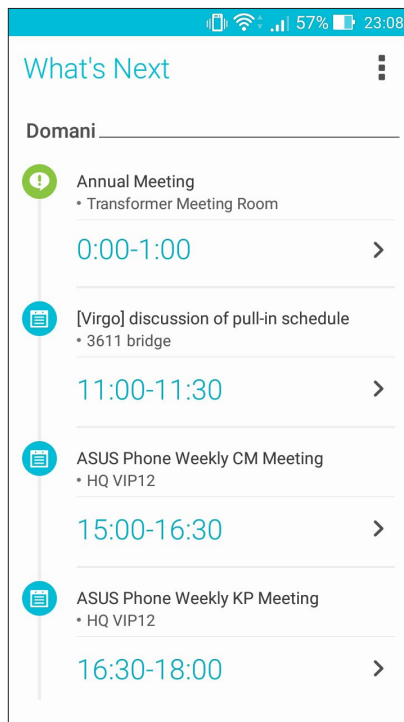 57% 23:08
What's Next
Domani
Annual Meeting
• Transformer Meeting Room
0:00-1:00
[Virgo] discussion of pull-in schedule
• 3611 bridge
11:00-11:30
ASUS Phone Weekly CM Meeting
• HQ VIP12
15:00-16:30
ASUS Phone Weekly KP Meeting
• HQ VIP12
16:30-18:00